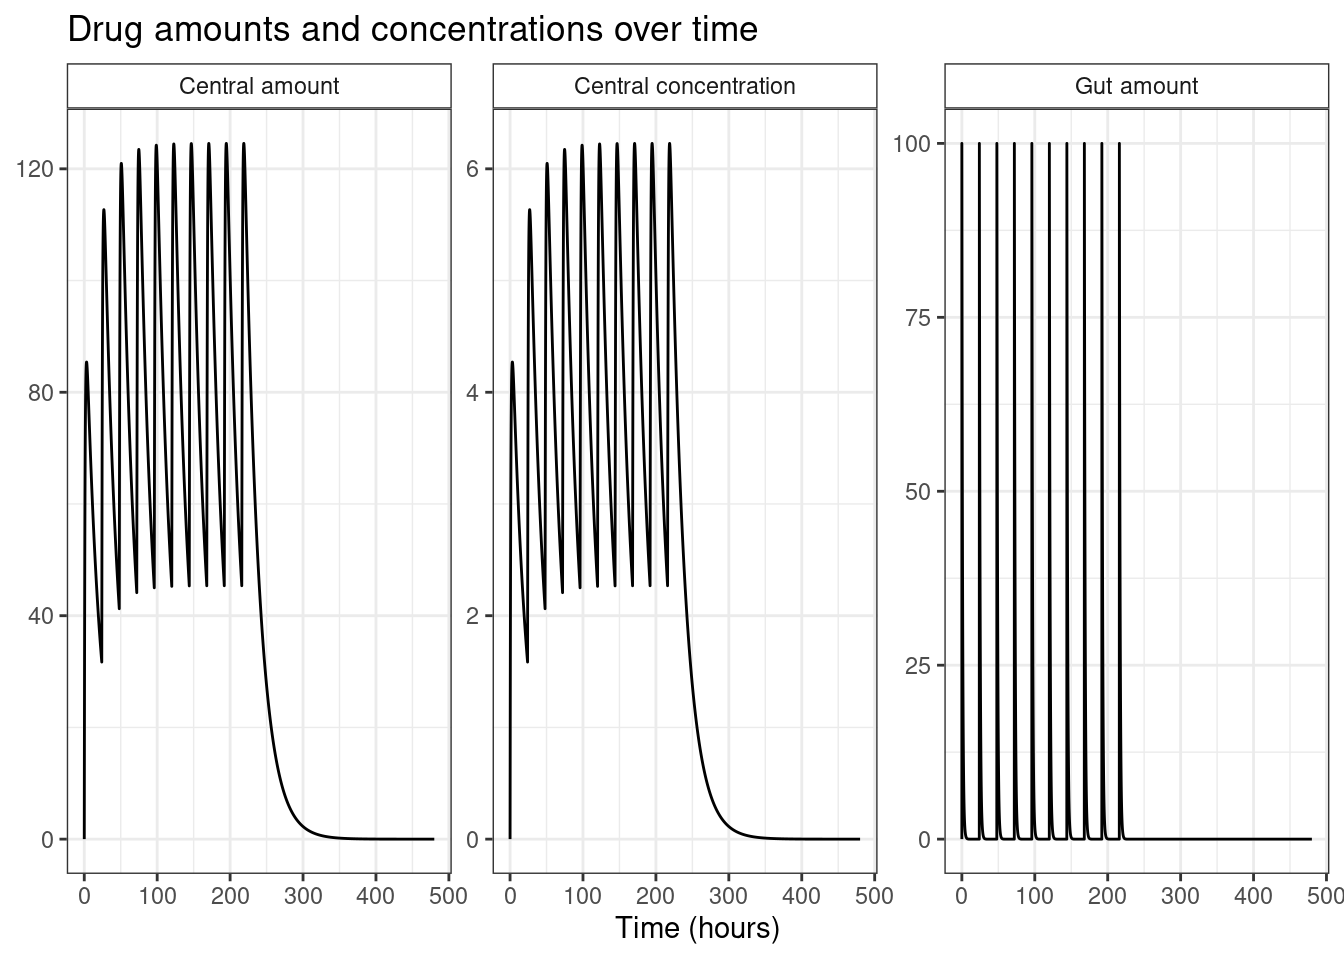 Drug amounts and concentrations over time
Central amount
Central concentration
Gut amount
120
80
40
0
0 100 200 300 400 500
6
4
2
0
0 100 200 300 400 500
100
75
50
25
0
0 100 200 300 400 500
Time (hours)